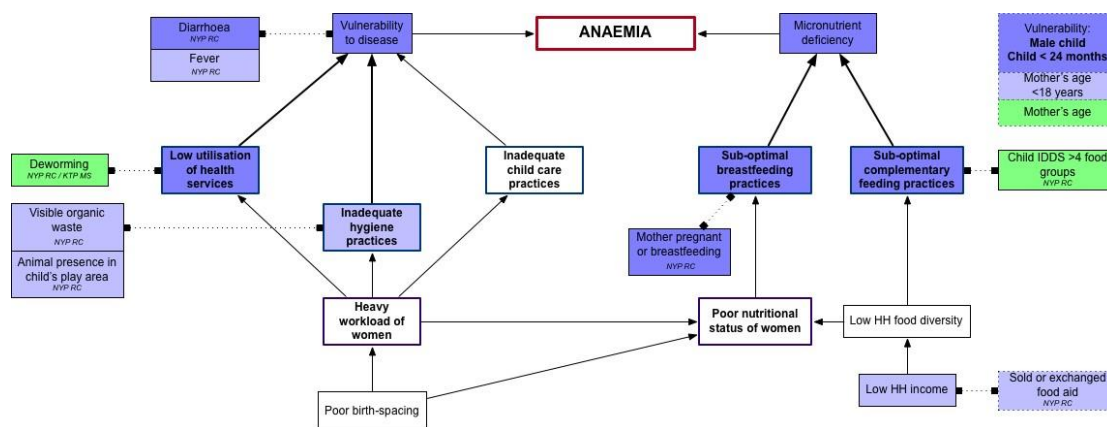 Diarrhoea
NYP RC
Fever
NYP RC
Vulnerability
to disease
ANAEMIA
Micronutrient
deficiency
Vulnerability:
Male child
Child < 24 months
Mother's age
<18 years
Mother's age
Deworming
NYP RC / KTP MS
Low utilisation
of health
services
Inadequate
child care
practices
Sub-optimal
breastfeeding
practices
Sub-optimal
complementary
feeding practices
Child IDDS >4 food
groups
NYP RC
Visible organic
waste
NYP RC
Animal presence in
child's play area
NYP RC
Inadequate
hygiene
practices
Mother pregnant
or breastfeeding
NYP RC
Heavy
workload of
women
Poor nutritional
status of women
Low HH food diversity
Poor birth-spacing
Low HH income
Sold or exchanged
food aid
NYP RC